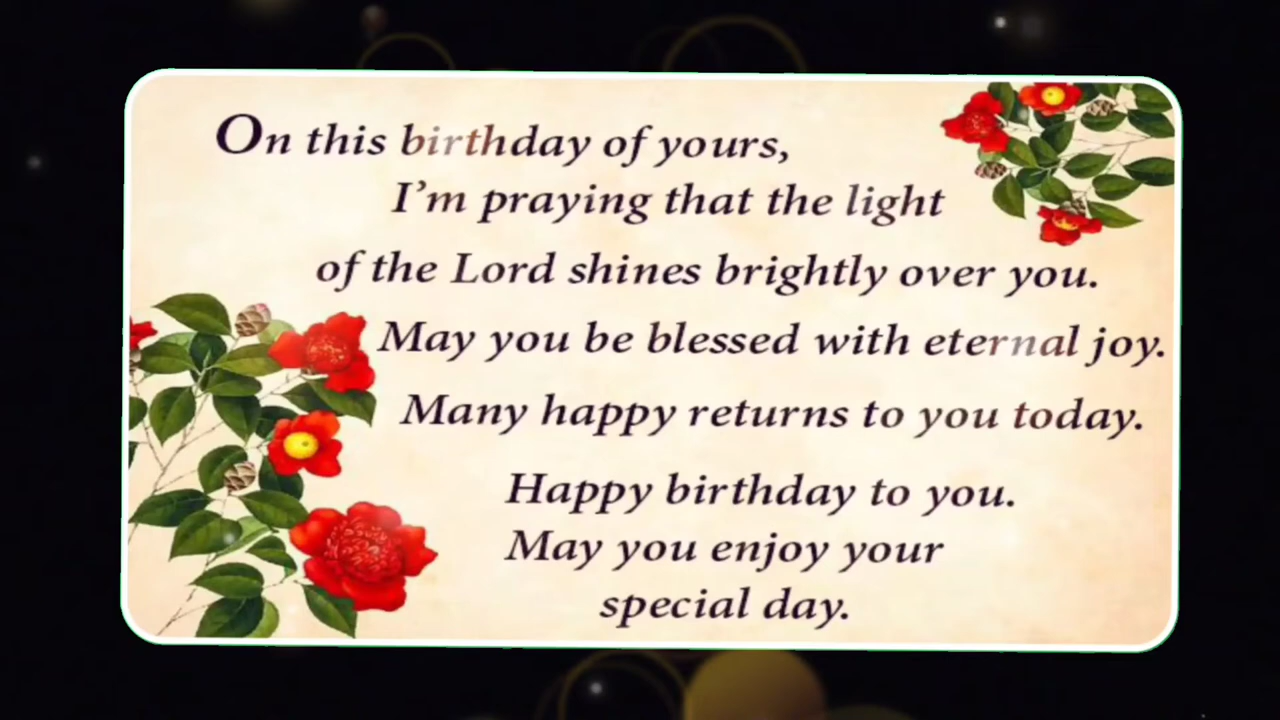 On this birthday of yours,
I'm praying that the light
of the Lord shines brightly over you.
May you be blessed with eternal joy.
Many happy returns to you today.
Happy birthday to you.
May you enjoy your
special day.